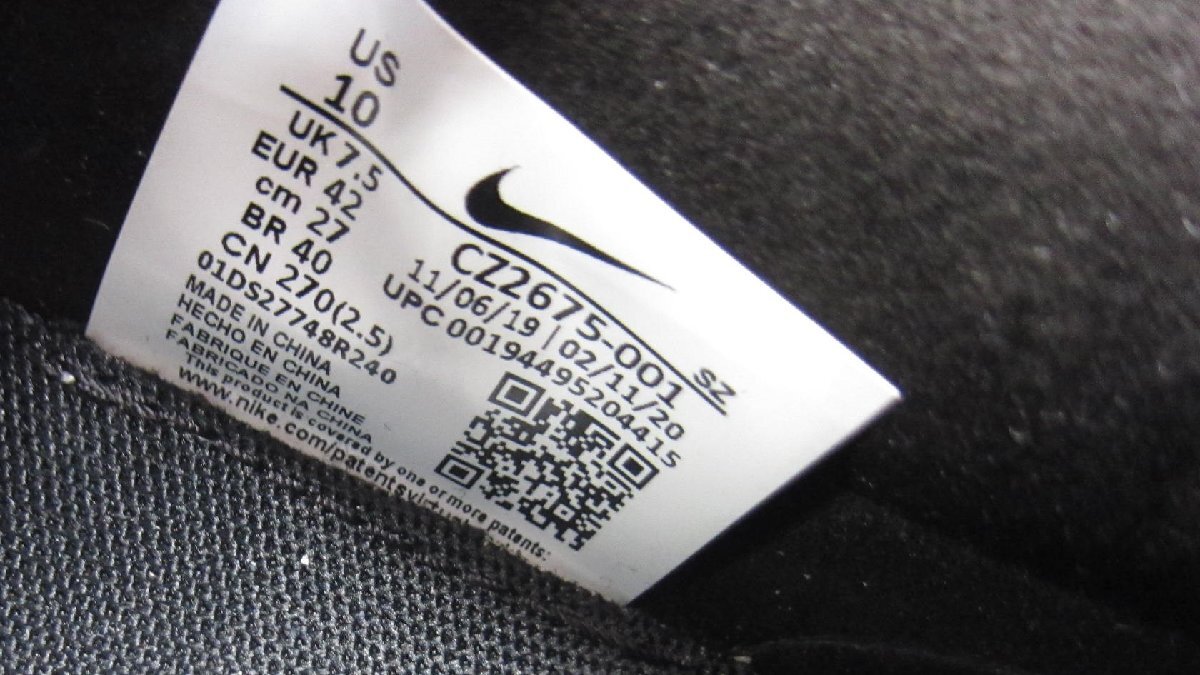 US
10
UK 7.5
EUR 42
cm 27
BR 40
CN 270(2.5)
01DS27748R240
MADE IN CHINA
HECHO EN CHINA
FABRIQUE EN CHINE
FABRICADO NA CHINA
This product is covered by one or more patents:
www.nike.com/patents
CZ2675-001 SZ
11/06/19 | 02/11/20
UPC 00194495204415